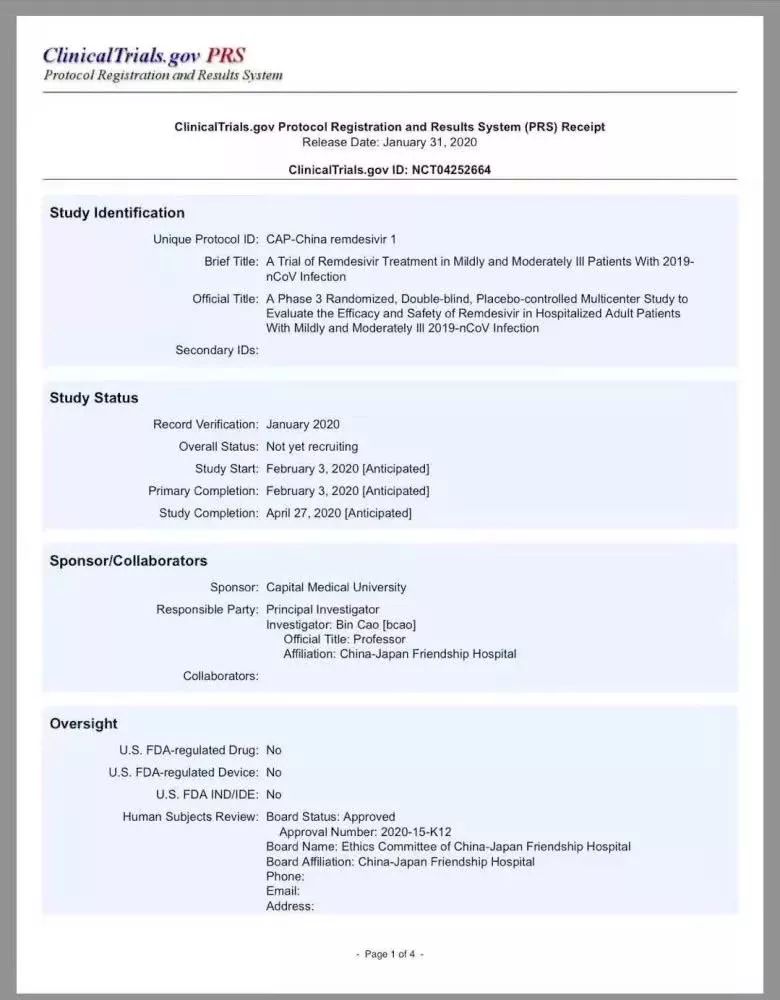 ClinicalTrials.gov PRS
Protocol Registration and Results System
ClinicalTrials.gov Protocol Registration and Results System (PRS) Receipt
Release Date: January 31, 2020
ClinicalTrials.gov ID: NCT04252664
Study Identification
Unique Protocol ID: CAP-China remdesivir 1
Brief Title: A Trial of Remdesivir Treatment in Mildly and Moderately Ill Patients With 2019-
nCoV Infection
Official Title: A Phase 3 Randomized, Double-blind, Placebo-controlled Multicenter Study to
Evaluate the Efficacy and Safety of Remdesivir in Hospitalized Adult Patients
With Mildly and Moderately Ill 2019-nCoV Infection
Secondary IDs:
Study Status
Record Verification: January 2020
Overall Status: Not yet recruiting
Study Start: February 3, 2020 [Anticipated]
Primary Completion: February 3, 2020 [Anticipated]
Study Completion: April 27, 2020 [Anticipated]
Sponsor/Collaborators
Sponsor: Capital Medical University
Responsible Party: Principal Investigator
Investigator: Bin Cao [bcao]
Official Title: Professor
Affiliation: China-Japan Friendship Hospital
Collaborators:
Oversight
U.S. FDA-regulated Drug: No
U.S. FDA-regulated Device: No
U.S. FDA IND/IDE: No
Human Subjects Review: Board Status: Approved
Approval Number: 2020-15-K12
Board Name: Ethics Committee of China-Japan Friendship Hospital
Board Affiliation: China-Japan Friendship Hospital
Phone:
Email:
Address:
- Page 1 of 4 -